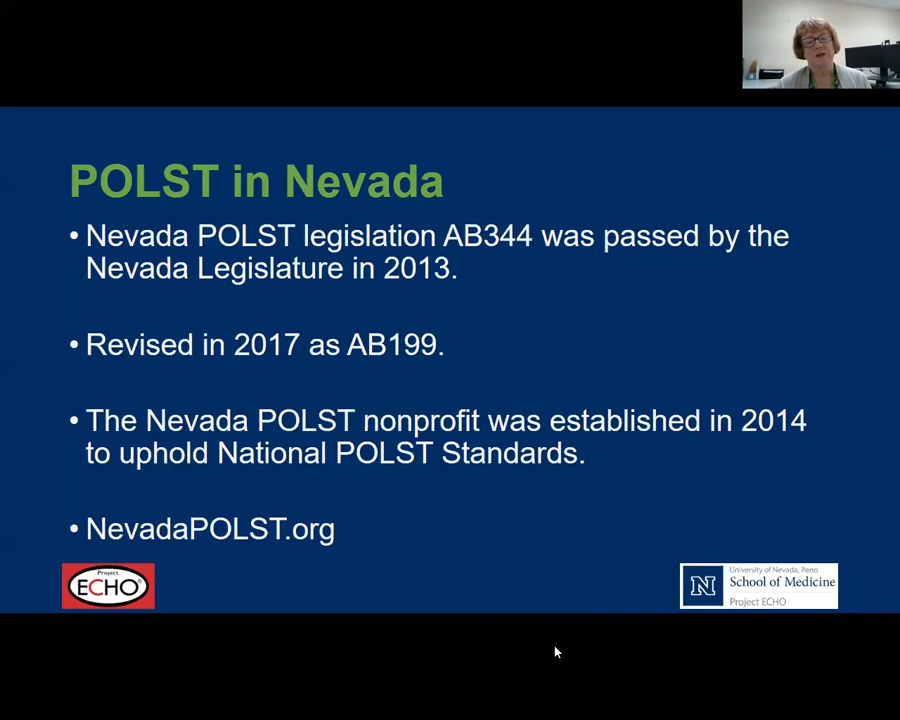 POLST in Nevada
• Nevada POLST legislation AB344 was passed by the
Nevada Legislature in 2013.
• Revised in 2017 as AB199.
• The Nevada POLST nonprofit was established in 2014
to uphold National POLST Standards.
• NevadaPOLST.org
Project
ECHO®
N
University of Nevada, Reno
School of Medicine
Project ECHO